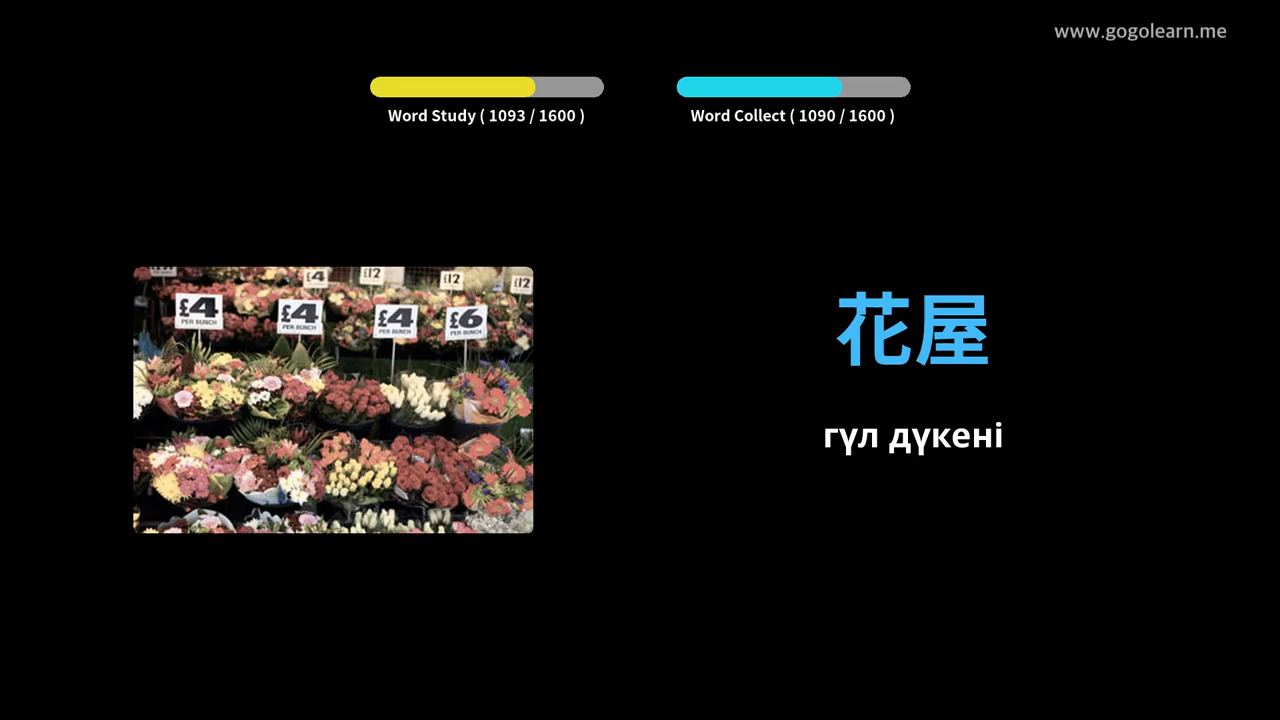 www.gogolearn.me
Word Study ( 1093 / 1600 )
Word Collect ( 1090 / 1600 )
£4
£12
£12
£12
£4
PER BUNCH
£4
PER BUNCH
£4
PER BUNCH
£6
PER BUNCH
花屋
гүл дүкені